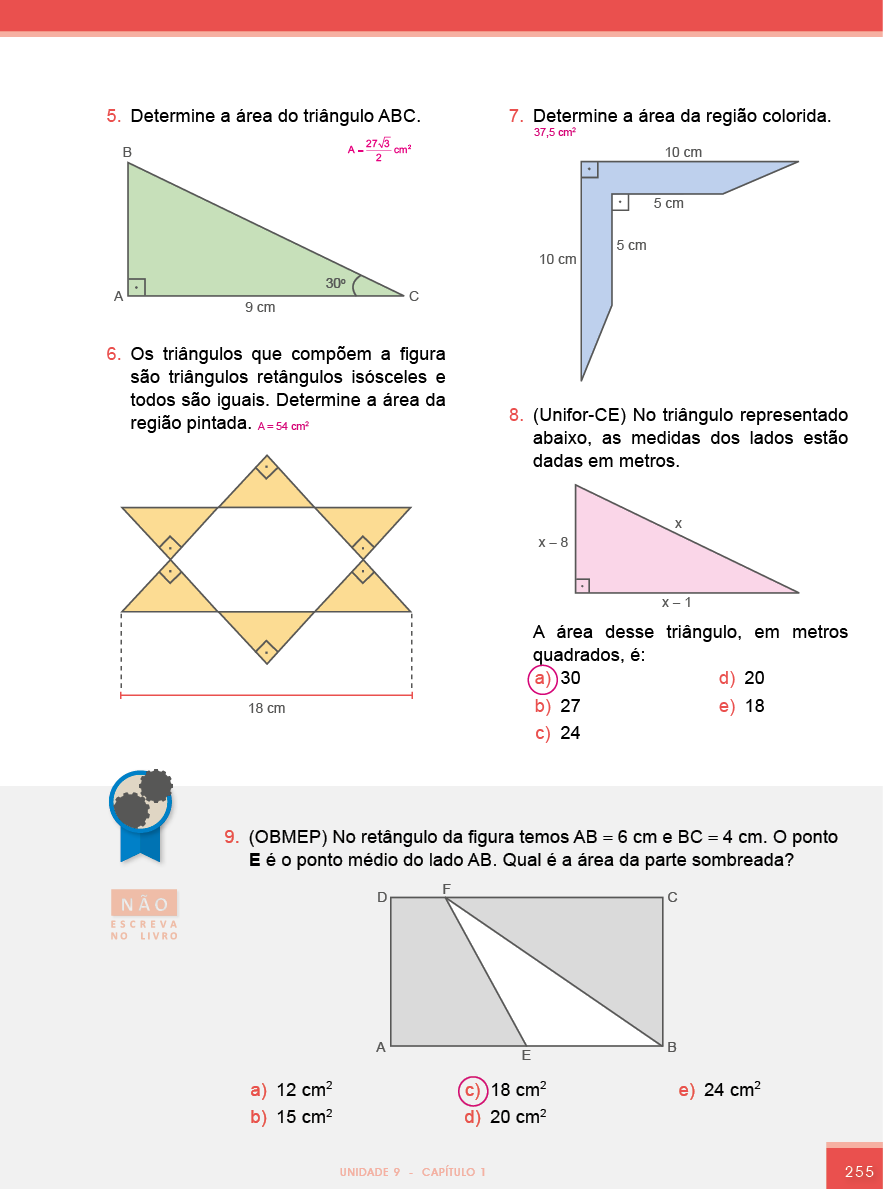 5. Determine a área do triângulo ABC.
A = 27√3/2 cm²
B
30º
A
C
9 cm
6. Os triângulos que compõem a figura
são triângulos retângulos isósceles e
todos são iguais. Determine a área da
região pintada. A = 54 cm²
18 cm
7. Determine a área da região colorida.
37,5 cm²
10 cm
5 cm
5 cm
10 cm
8. (Unifor-CE) No triângulo representado
abaixo, as medidas dos lados estão
dadas em metros.
x
x – 8
x – 1
A área desse triângulo, em metros
quadrados, é:
a) 30
b) 27
c) 24
d) 20
e) 18
NÃO
ESCREVA
NO LIVRO
9. (OBMEP) No retângulo da figura temos AB = 6 cm e BC = 4 cm. O ponto
E é o ponto médio do lado AB. Qual é a área da parte sombreada?
D
F
C
A
E
B
a) 12 cm²
b) 15 cm²
c) 18 cm²
d) 20 cm²
e) 24 cm²
UNIDADE 9 - CAPÍTULO 1
255